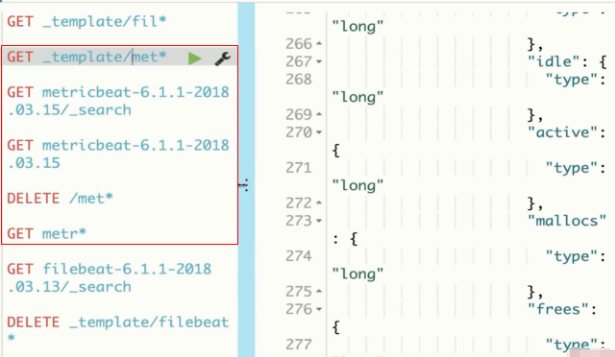 GET _template/fil*
GET _template/met*
GET metricbeat-6.1.1-2018
.03.15/_search
GET metricbeat-6.1.1-2018
.03.15
DELETE /met*
GET metr*
GET filebeat-6.1.1-2018
.03.13/_search
DELETE _template/filebeat
*
"long"
266 },
267 "idle": {
268 "type":
"long"
269 },
270 "active":
{
271 "type":
"long"
272 },
273 "mallocs"
: {
274 "type":
"long"
275 },
276 "frees":
{
277 "type":